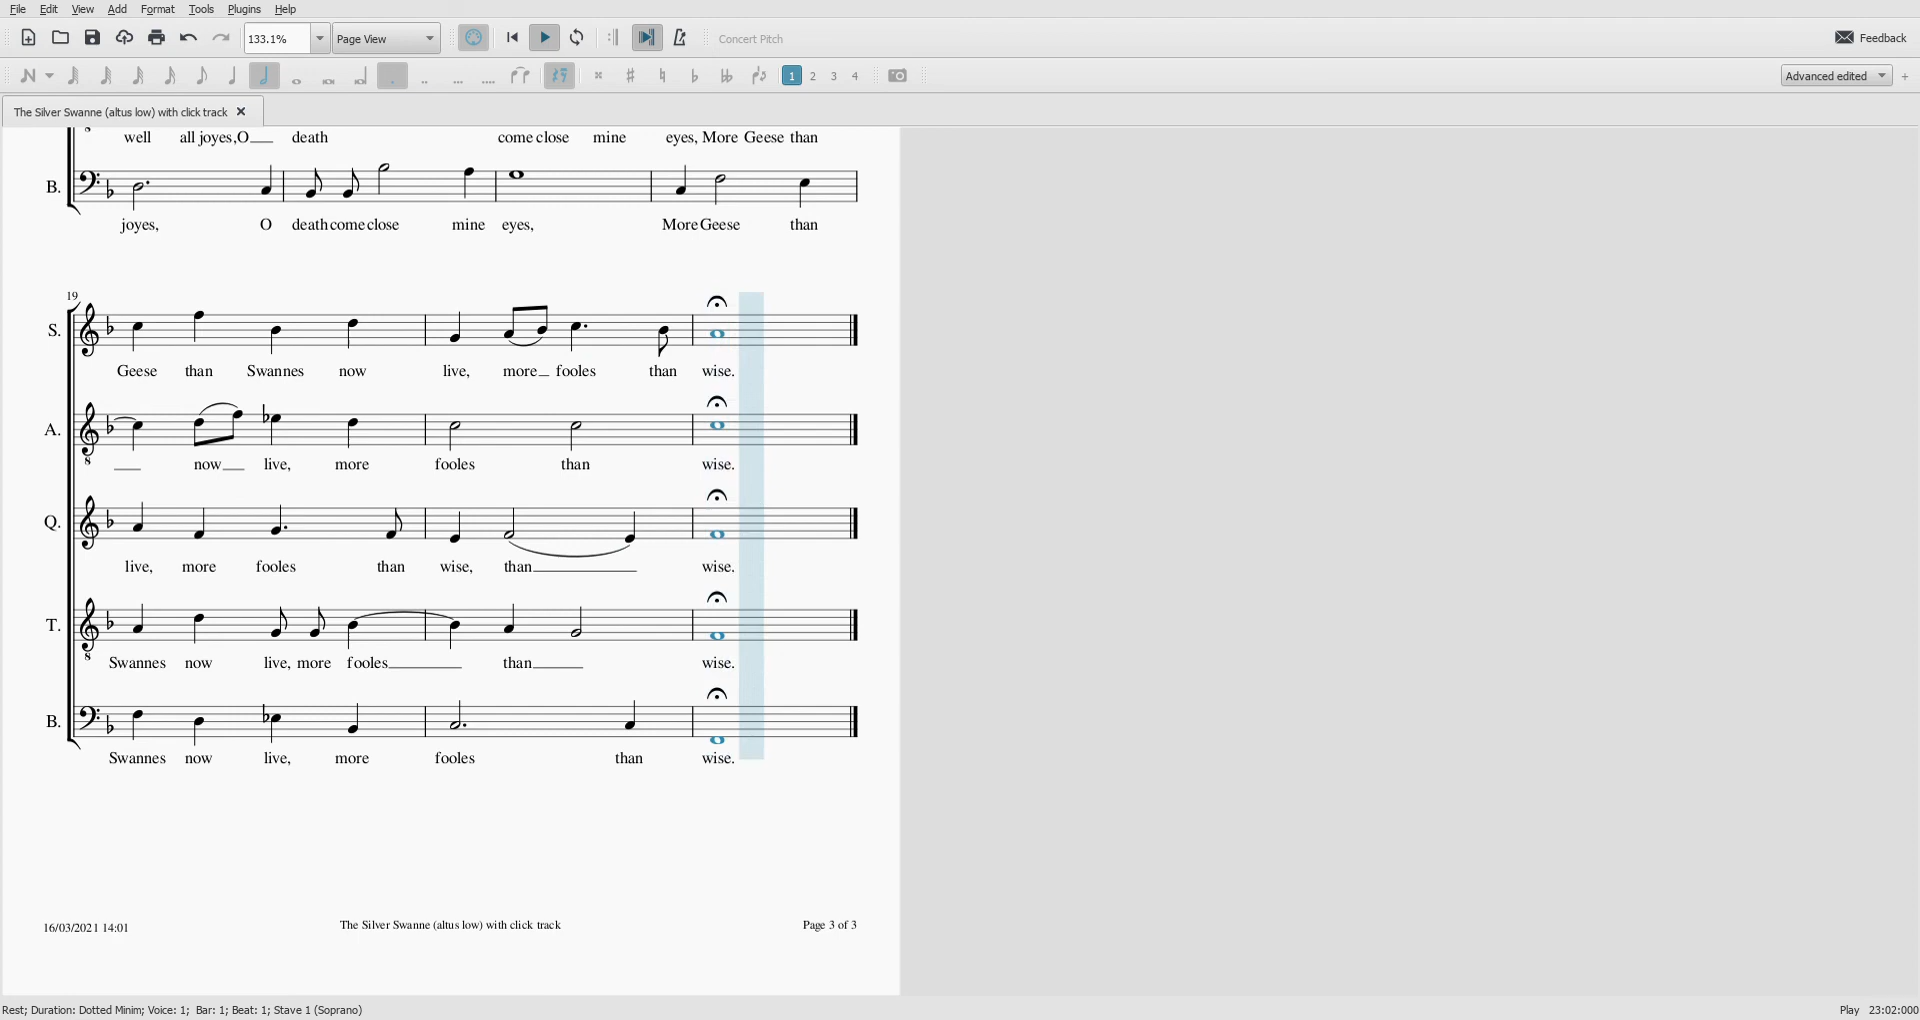 File Edit View Add Format Tools Plugins Help
133.1% Page View Concert Pitch Feedback
1 2 3 4 Advanced edited +
The Silver Swanne (altus low) with click track
well all joyes,O death come close mine eyes, More Geese than
B.
joyes, O death come close mine eyes, More Geese than
19
S.
Geese than Swannes now live, more fooles than wise.
A.
8
now live, more fooles than wise.
Q.
live, more fooles than wise, than wise.
T.
8
Swannes now live, more fooles than wise.
B.
Swannes now live, more fooles than wise.
16/03/2021 14:01 The Silver Swanne (altus low) with click track Page 3 of 3
Rest; Duration: Dotted Minim; Voice: 1; Bar: 1; Beat: 1; Stave 1 (Soprano) Play 23:02:000